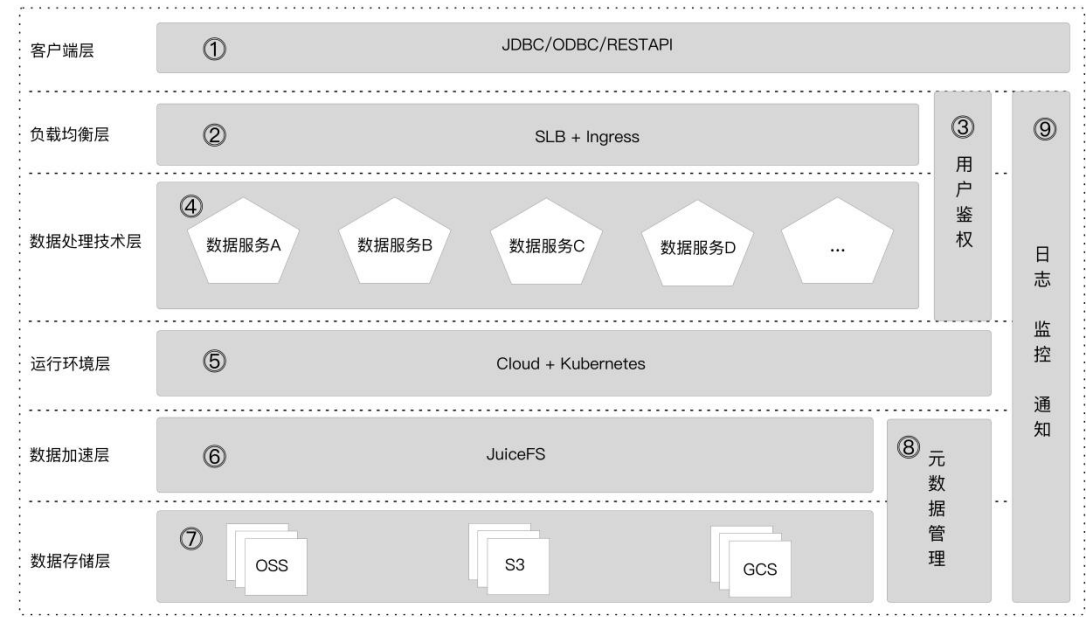 客户端层
① JDBC/ODBC/RESTAPI
负载均衡层
② SLB + Ingress
③
用户鉴权
⑨
日志 监控 通知
数据处理技术层
④
数据服务A 数据服务B 数据服务C 数据服务D ...
运行环境层
⑤ Cloud + Kubernetes
数据加速层
⑥ JuiceFS
⑧
元数据管理
数据存储层
⑦
OSS S3 GCS